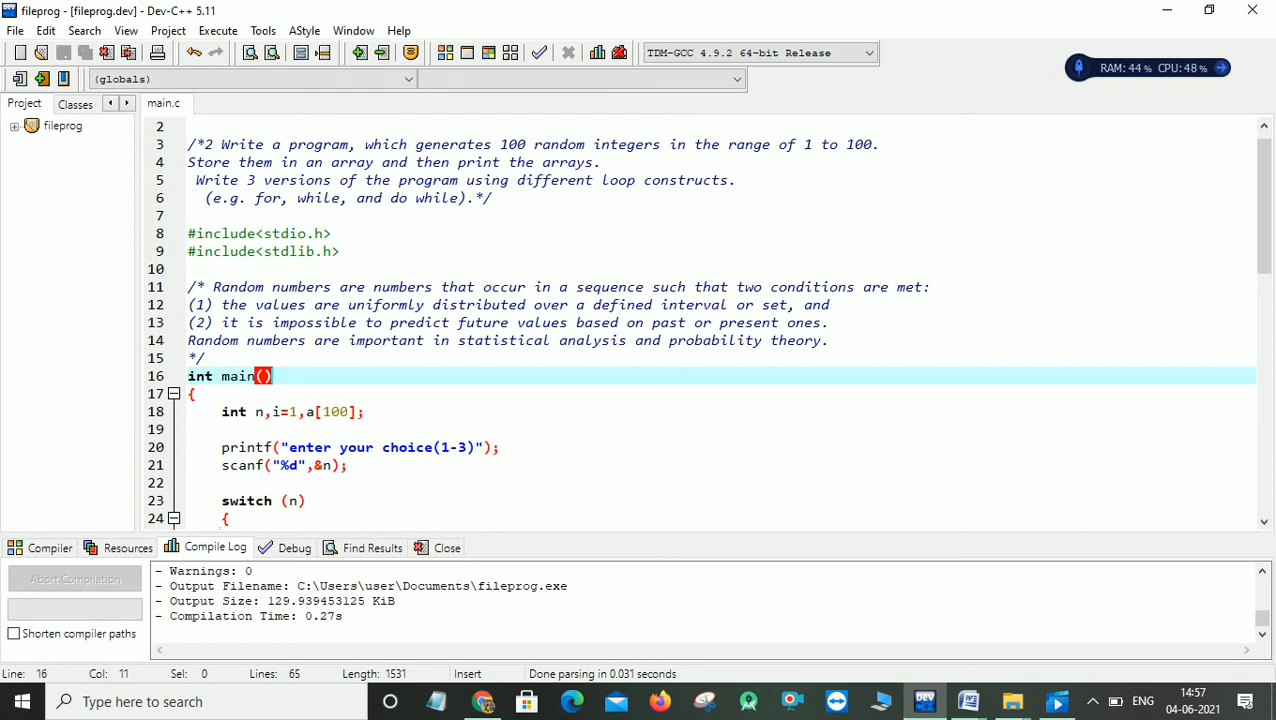 fileprog - [fileprog.dev] - Dev-C++ 5.11
File Edit Search View Project Execute Tools AStyle Window Help
TDM-GCC 4.9.2 64-bit Release
RAM: 44 % CPU: 48 %
(globals)
Project Classes main.c
fileprog
2
3 /*2 Write a program, which generates 100 random integers in the range of 1 to 100.
4 Store them in an array and then print the arrays.
5 Write 3 versions of the program using different loop constructs.
6 (e.g. for, while, and do while).*/
7
8 #include<stdio.h>
9 #include<stdlib.h>
10
11 /* Random numbers are numbers that occur in a sequence such that two conditions are met:
12 (1) the values are uniformly distributed over a defined interval or set, and
13 (2) it is impossible to predict future values based on past or present ones.
14 Random numbers are important in statistical analysis and probability theory.
15 */
16 int main()
17 {
18 int n,i=1,a[100];
19
20 printf("enter your choice(1-3)");
21 scanf("%d",&n);
22
23 switch (n)
24 {
Compiler Resources Compile Log Debug Find Results Close
Abort Compilation
Shorten compiler paths
- Warnings: 0
- Output Filename: C:\Users\user\Documents\fileprog.exe
- Output Size: 129.939453125 KiB
- Compilation Time: 0.27s
Line: 16 Col: 11 Sel: 0 Lines: 65 Length: 1531 Insert Done parsing in 0.031 seconds
Type here to search
DEV
ENG
14:57
04-06-2021